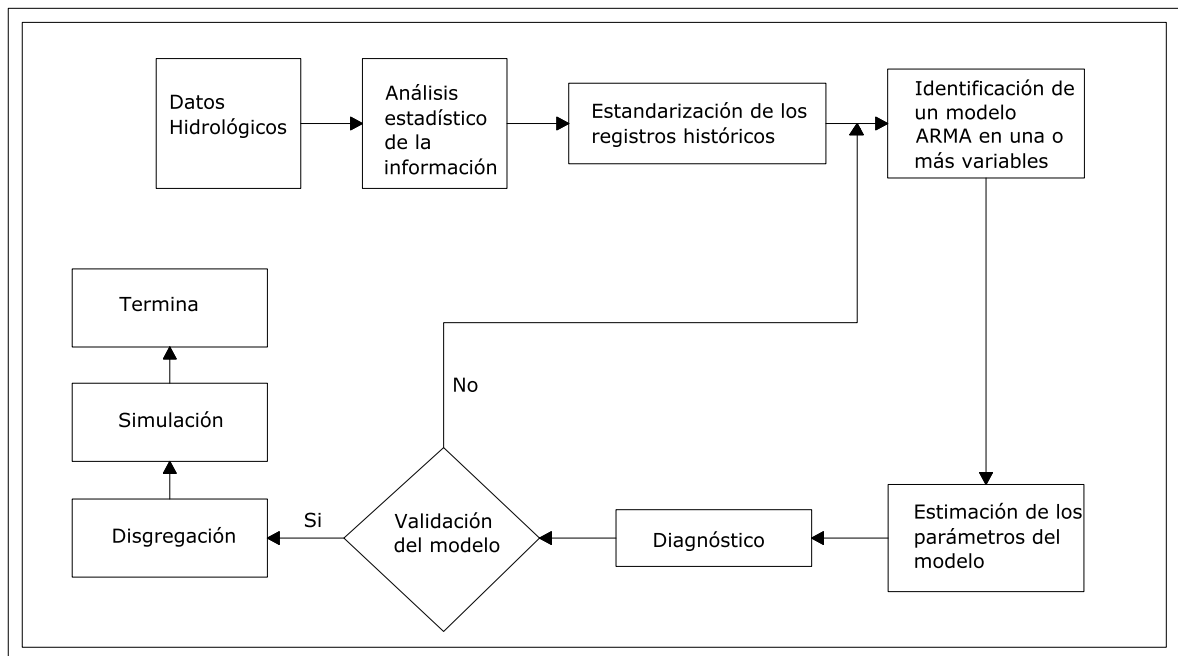 Datos
Hidrológicos
Análisis
estadístico
de la
información
Estandarización de los
registros históricos
Identificación de
un modelo
ARMA en una o
más variables
Estimación de los
parámetros del
modelo
Diagnóstico
Validación
del modelo
No
Si
Disgregación
Simulación
Termina